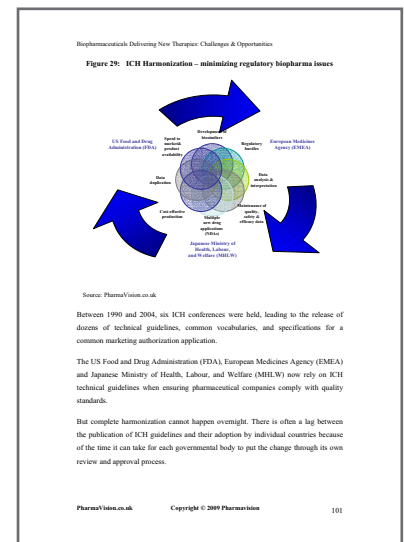 Biopharmaceuticals Delivering New Therapies: Challenges & Opportunities
Figure 29: ICH Harmonization – minimizing regulatory biopharma issues
Development of
biosimilars
US Food and Drug
Administration (FDA)
Speed to
market&
product
availability
Regulatory
hurdles
European Medicines
Agency (EMEA)
Data
duplication
Data
analysis &
interpretation
Cost effective
production
Multiple
new drug
applications
(NDAs)
Maintenance of
quality,
safety &
efficacy data
Japanese Ministry of
Health, Labour,
and Welfare (MHLW)
Source: PharmaVision.co.uk
Between 1990 and 2004, six ICH conferences were held, leading to the release of
dozens of technical guidelines, common vocabularies, and specifications for a
common marketing authorization application.
The US Food and Drug Administration (FDA), European Medicines Agency (EMEA)
and Japanese Ministry of Health, Labour, and Welfare (MHLW) now rely on ICH
technical guidelines when ensuring pharmaceutical companies comply with quality
standards.
But complete harmonization cannot happen overnight. There is often a lag between
the publication of ICH guidelines and their adoption by individual countries because
of the time it can take for each governmental body to put the change through its own
review and approval process.
PharmaVision.co.uk Copyright © 2009 Pharmavision 101